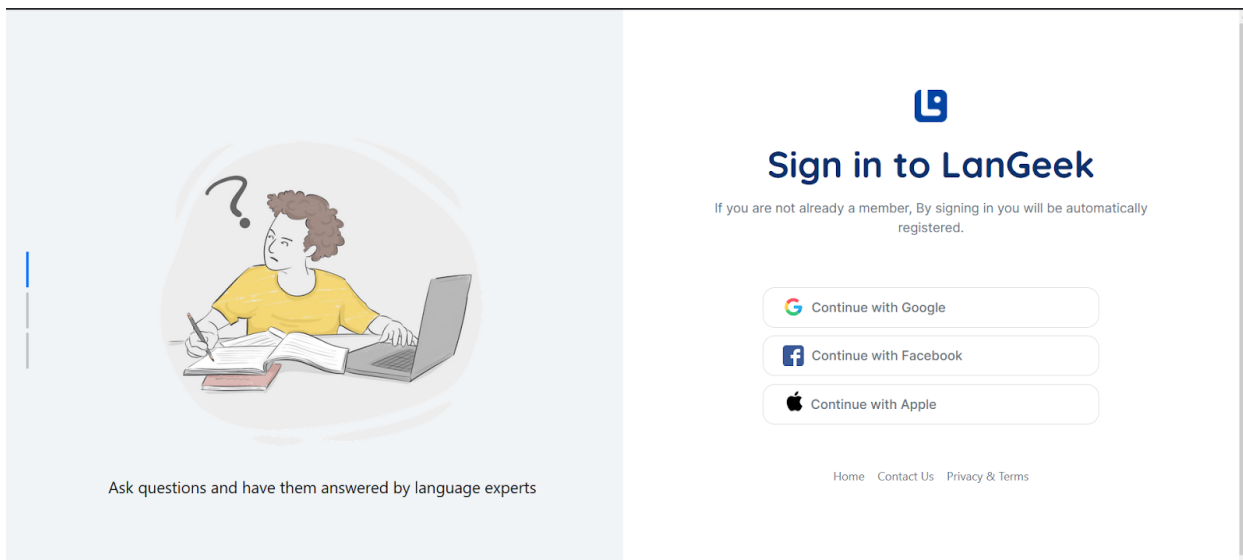 Sign in to LanGeek
If you are not already a member, By signing in you will be automatically
registered.
Continue with Google
Continue with Facebook
Continue with Apple
Home Contact Us Privacy & Terms
Ask questions and have them answered by language experts